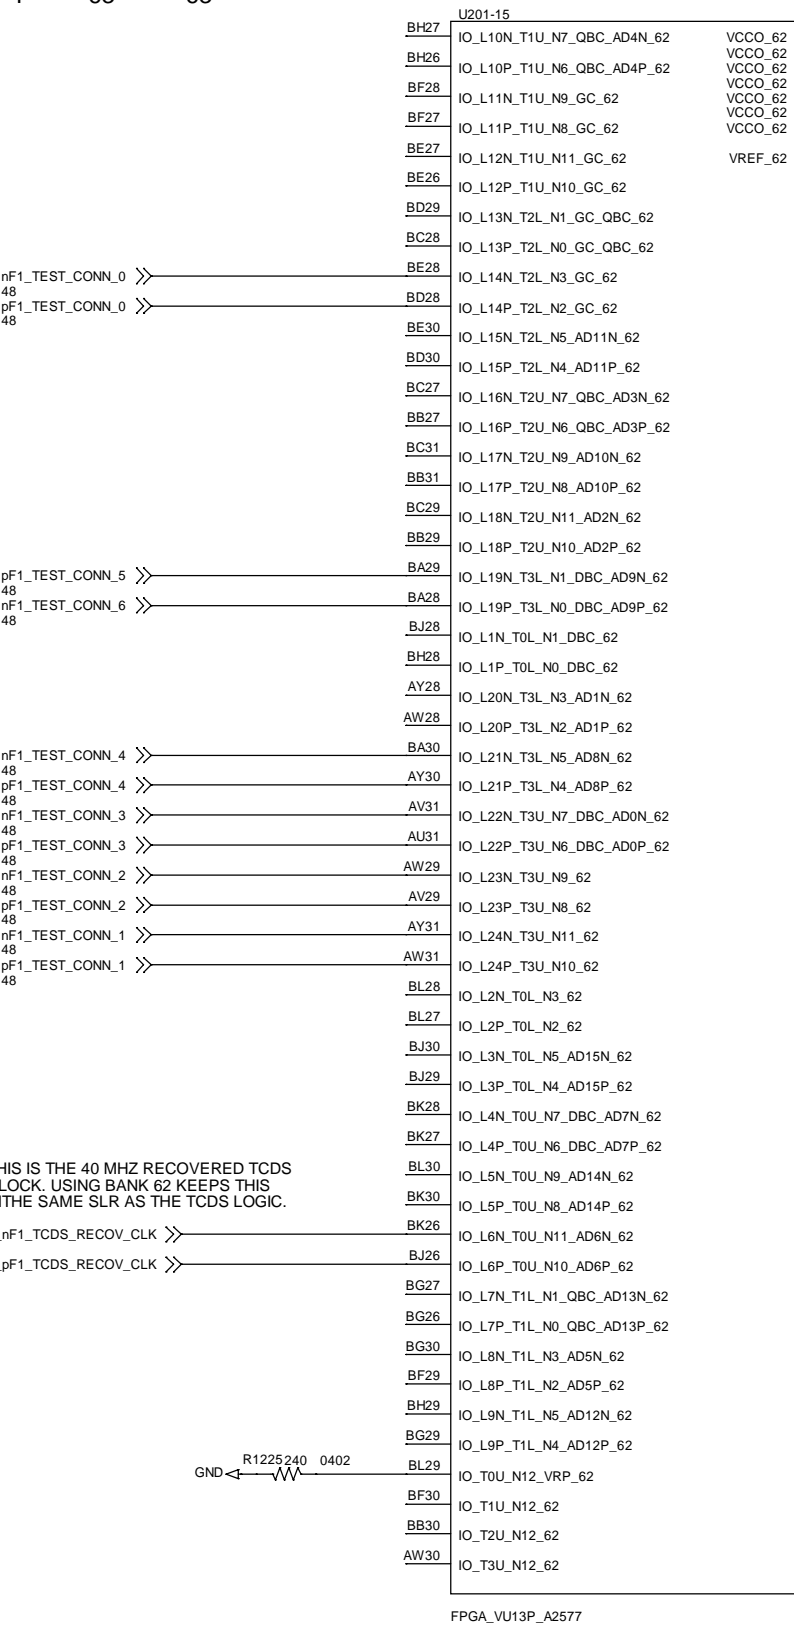 U201-15
BH27 IO_L10N_T1U_N7_QBC_AD4N_62 VCCO_62
VCCO_62
BH26 IO_L10P_T1U_N6_QBC_AD4P_62 VCCO_62
VCCO_62
BF28 IO_L11N_T1U_N9_GC_62 VCCO_62
VCCO_62
BF27 IO_L11P_T1U_N8_GC_62 VCCO_62
BE27 IO_L12N_T1U_N11_GC_62 VREF_62
BE26 IO_L12P_T1U_N10_GC_62
BD29 IO_L13N_T2L_N1_GC_QBC_62
BC28 IO_L13P_T2L_N0_GC_QBC_62
nF1_TEST_CONN_0 BE28 IO_L14N_T2L_N3_GC_62
48
pF1_TEST_CONN_0 BD28 IO_L14P_T2L_N2_GC_62
48
BE30 IO_L15N_T2L_N5_AD11N_62
BD30 IO_L15P_T2L_N4_AD11P_62
BC27 IO_L16N_T2U_N7_QBC_AD3N_62
BB27 IO_L16P_T2U_N6_QBC_AD3P_62
BC31 IO_L17N_T2U_N9_AD10N_62
BB31 IO_L17P_T2U_N8_AD10P_62
BC29 IO_L18N_T2U_N11_AD2N_62
BB29 IO_L18P_T2U_N10_AD2P_62
pF1_TEST_CONN_5 BA29 IO_L19N_T3L_N1_DBC_AD9N_62
48
nF1_TEST_CONN_6 BA28 IO_L19P_T3L_N0_DBC_AD9P_62
48
BJ28 IO_L1N_T0L_N1_DBC_62
BH28 IO_L1P_T0L_N0_DBC_62
AY28 IO_L20N_T3L_N3_AD1N_62
AW28 IO_L20P_T3L_N2_AD1P_62
nF1_TEST_CONN_4 BA30 IO_L21N_T3L_N5_AD8N_62
48
pF1_TEST_CONN_4 AY30 IO_L21P_T3L_N4_AD8P_62
48
nF1_TEST_CONN_3 AV31 IO_L22N_T3U_N7_DBC_AD0N_62
48
pF1_TEST_CONN_3 AU31 IO_L22P_T3U_N6_DBC_AD0P_62
48
nF1_TEST_CONN_2 AW29 IO_L23N_T3U_N9_62
48
pF1_TEST_CONN_2 AV29 IO_L23P_T3U_N8_62
48
nF1_TEST_CONN_1 AY31 IO_L24N_T3U_N11_62
48
pF1_TEST_CONN_1 AW31 IO_L24P_T3U_N10_62
48
BL28 IO_L2N_T0L_N3_62
BL27 IO_L2P_T0L_N2_62
BJ30 IO_L3N_T0L_N5_AD15N_62
BJ29 IO_L3P_T0L_N4_AD15P_62
BK28 IO_L4N_T0U_N7_DBC_AD7N_62
BK27 IO_L4P_T0U_N6_DBC_AD7P_62
HIS IS THE 40 MHZ RECOVERED TCDS
LOCK. USING BANK 62 KEEPS THIS
NTHE SAME SLR AS THE TCDS LOGIC.
BL30 IO_L5N_T0U_N9_AD14N_62
BK30 IO_L5P_T0U_N8_AD14P_62
_nF1_TCDS_RECOV_CLK BK26 IO_L6N_T0U_N11_AD6N_62
_pF1_TCDS_RECOV_CLK BJ26 IO_L6P_T0U_N10_AD6P_62
BG27 IO_L7N_T1L_N1_QBC_AD13N_62
BG26 IO_L7P_T1L_N0_QBC_AD13P_62
BG30 IO_L8N_T1L_N3_AD5N_62
BF29 IO_L8P_T1L_N2_AD5P_62
BH29 IO_L9N_T1L_N5_AD12N_62
BG29 IO_L9P_T1L_N4_AD12P_62
GND R1225 240 0402 BL29 IO_T0U_N12_VRP_62
BF30 IO_T1U_N12_62
BB30 IO_T2U_N12_62
AW30 IO_T3U_N12_62
FPGA_VU13P_A2577